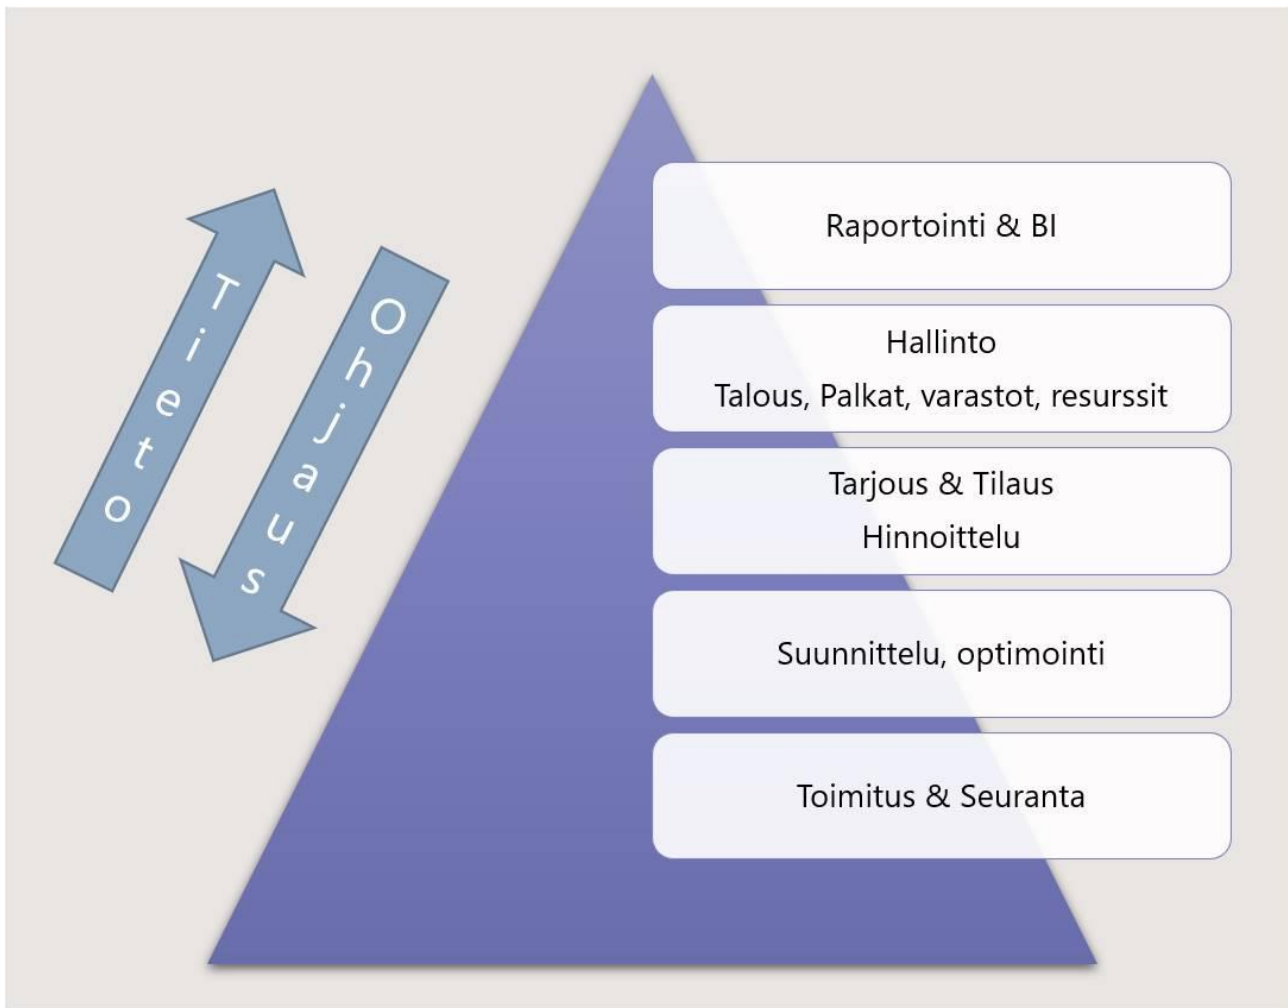 Tieto
Ohjaus
Raportointi & BI
Hallinto
Talous, Palkat, varastot, resurssit
Tarjous & Tilaus
Hinnoittelu
Suunnittelu, optimointi
Toimitus & Seuranta